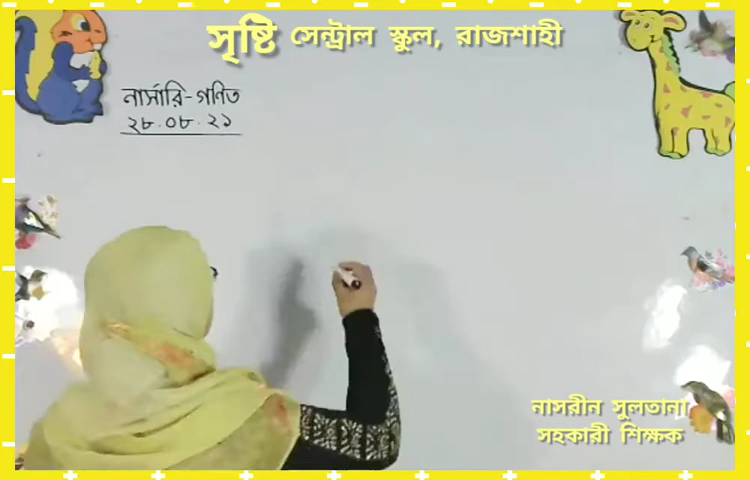 সৃষ্টি সেন্ট্রাল স্কুল, রাজশাহী
নার্সারি-গণিত
২৮.০৮.২১
নাসরীন সুলতানা
সহকারী শিক্ষক